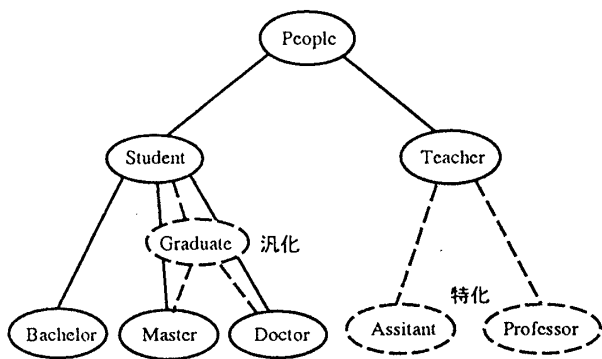 People
Student
Teacher
Graduate
汎化
特化
Bachelor
Master
Doctor
Assitant
Professor